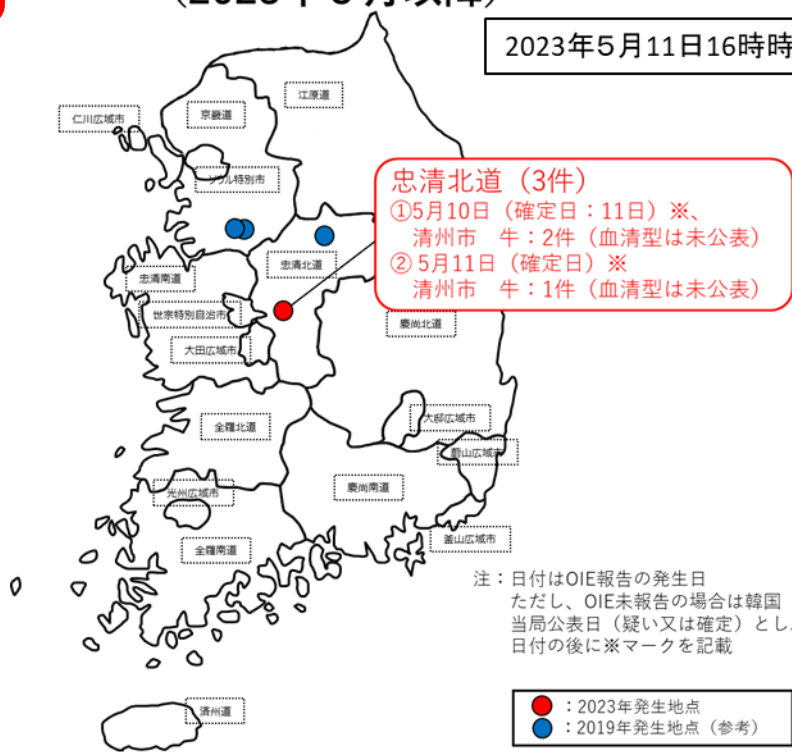 2023年5月11日16時時
江原道
京畿道
仁川広域市
ソウル特別市
忠清北道（3件）
①5月10日（確定日：11日）※、
清州市　牛：2件（血清型は未公表）
② 5月11日（確定日）※
清州市　牛：1件（血清型は未公表）
忠清北道
忠清南道
世宗特別自治市
慶尚北道
大田広域市
大邱広域市
全羅北道
蔚山広域市
慶尚南道
光州広域市
釜山広域市
全羅南道
注：日付はOIE報告の発生日
ただし、OIE未報告の場合は韓国
当局公表日（疑い又は確定）とし、
日付の後に※マークを記載
済州道
：2023年発生地点
：2019年発生地点（参考）